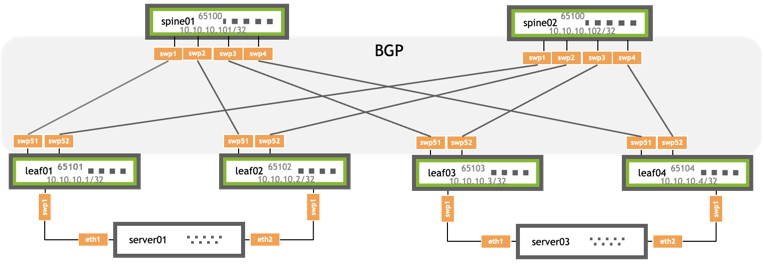 spine01 65100
10.10.10.101/32
spine02 65100
10.10.10.102/32
BGP
swp1 swp2 swp3 swp4
swp1 swp2 swp3 swp4
swp51 swp52
swp51 swp52
swp51 swp52
swp51 swp52
leaf01 65101
10.10.10.1/32
leaf02 65102
10.10.10.2/32
leaf03 65103
10.10.10.3/32
leaf04 65104
10.10.10.4/32
swp1
swp1
swp1
swp1
eth1 server01 eth2
eth1 server03 eth2